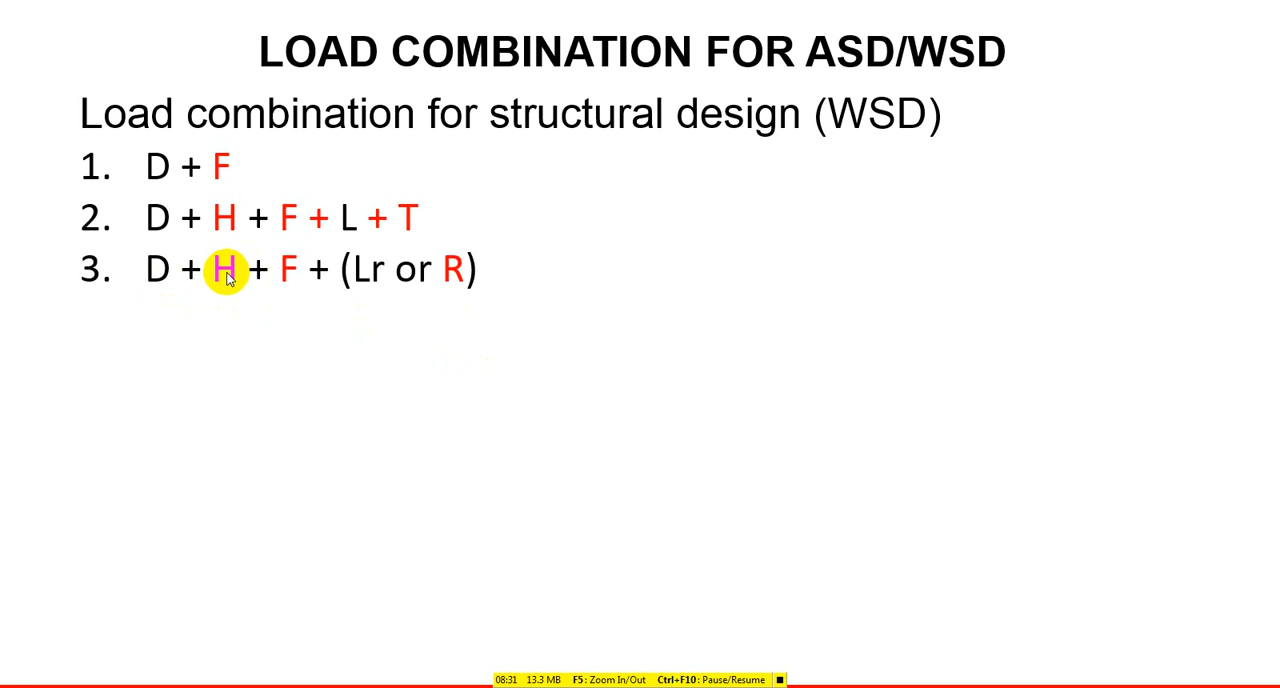 LOAD COMBINATION FOR ASD/WSD
Load combination for structural design (WSD)
1. D + F
2. D + H + F + L + T
3. D + H + F + (Lr or R)
08:31 13.3 MB F5: Zoom In/Out Ctrl+F10: Pause/Resume